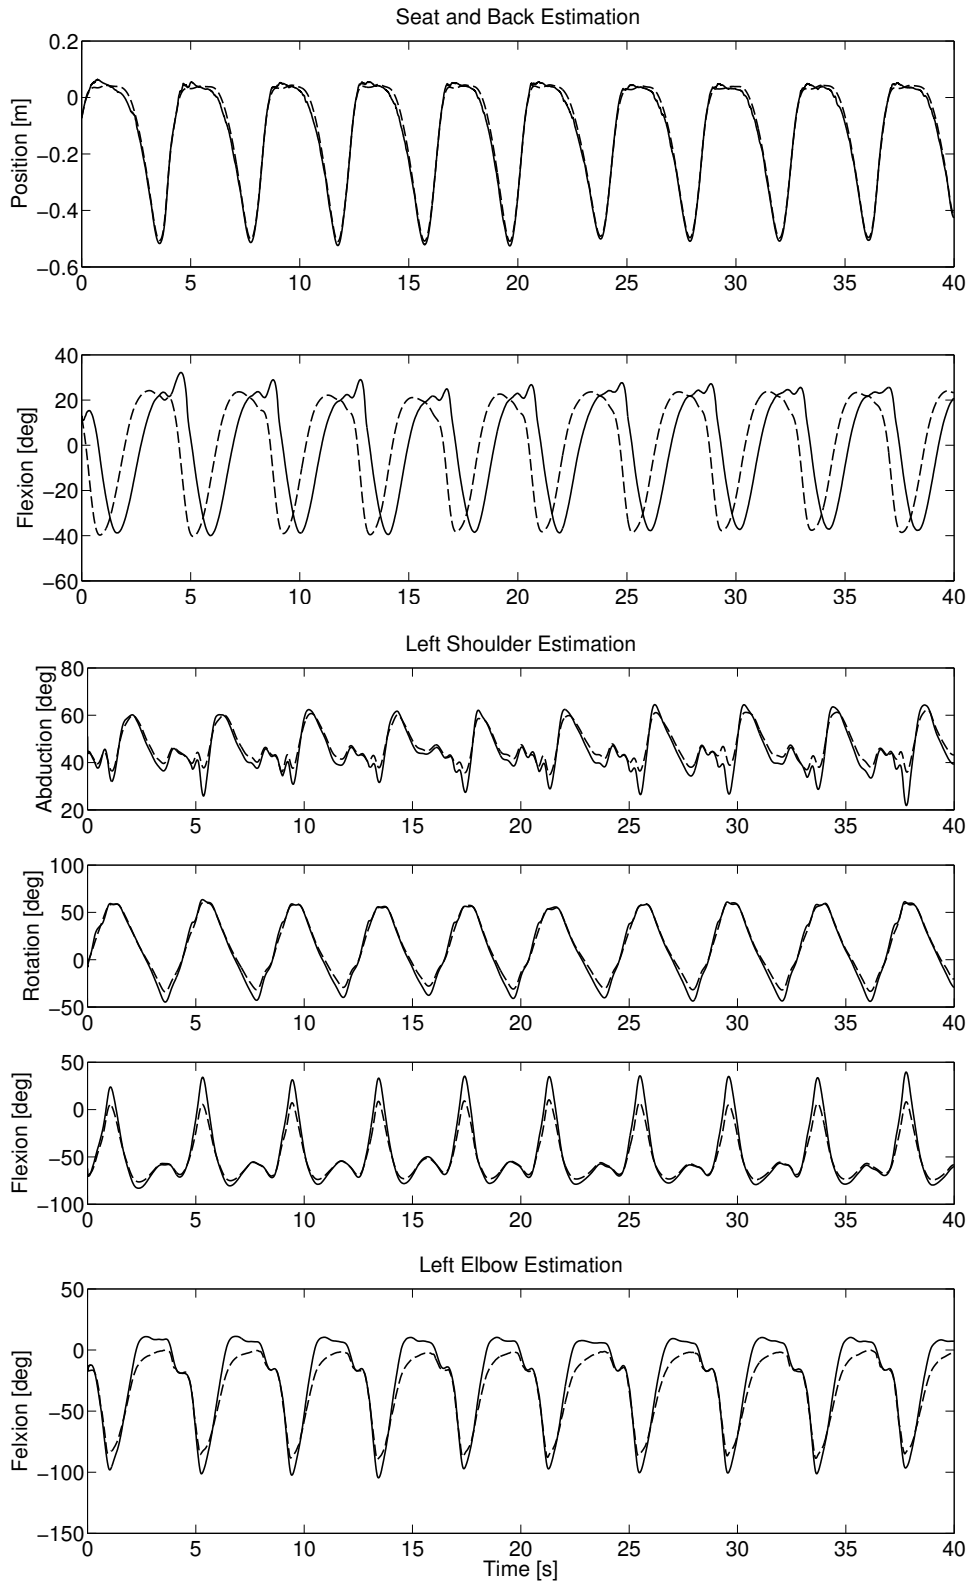 Seat and Back Estimation
0.2
0
−0.2
−0.4
−0.6
Position [m]
0 5 10 15 20 25 30 35 40
40
20
0
−20
−40
−60
Flexion [deg]
0 5 10 15 20 25 30 35 40
Left Shoulder Estimation
80
60
40
20
Abduction [deg]
0 5 10 15 20 25 30 35 40
100
50
0
−50
Rotation [deg]
0 5 10 15 20 25 30 35 40
50
0
−50
−100
Flexion [deg]
0 5 10 15 20 25 30 35 40
Left Elbow Estimation
50
0
−50
−100
−150
Felxion [deg]
0 5 10 15 20 25 30 35 40
Time [s]